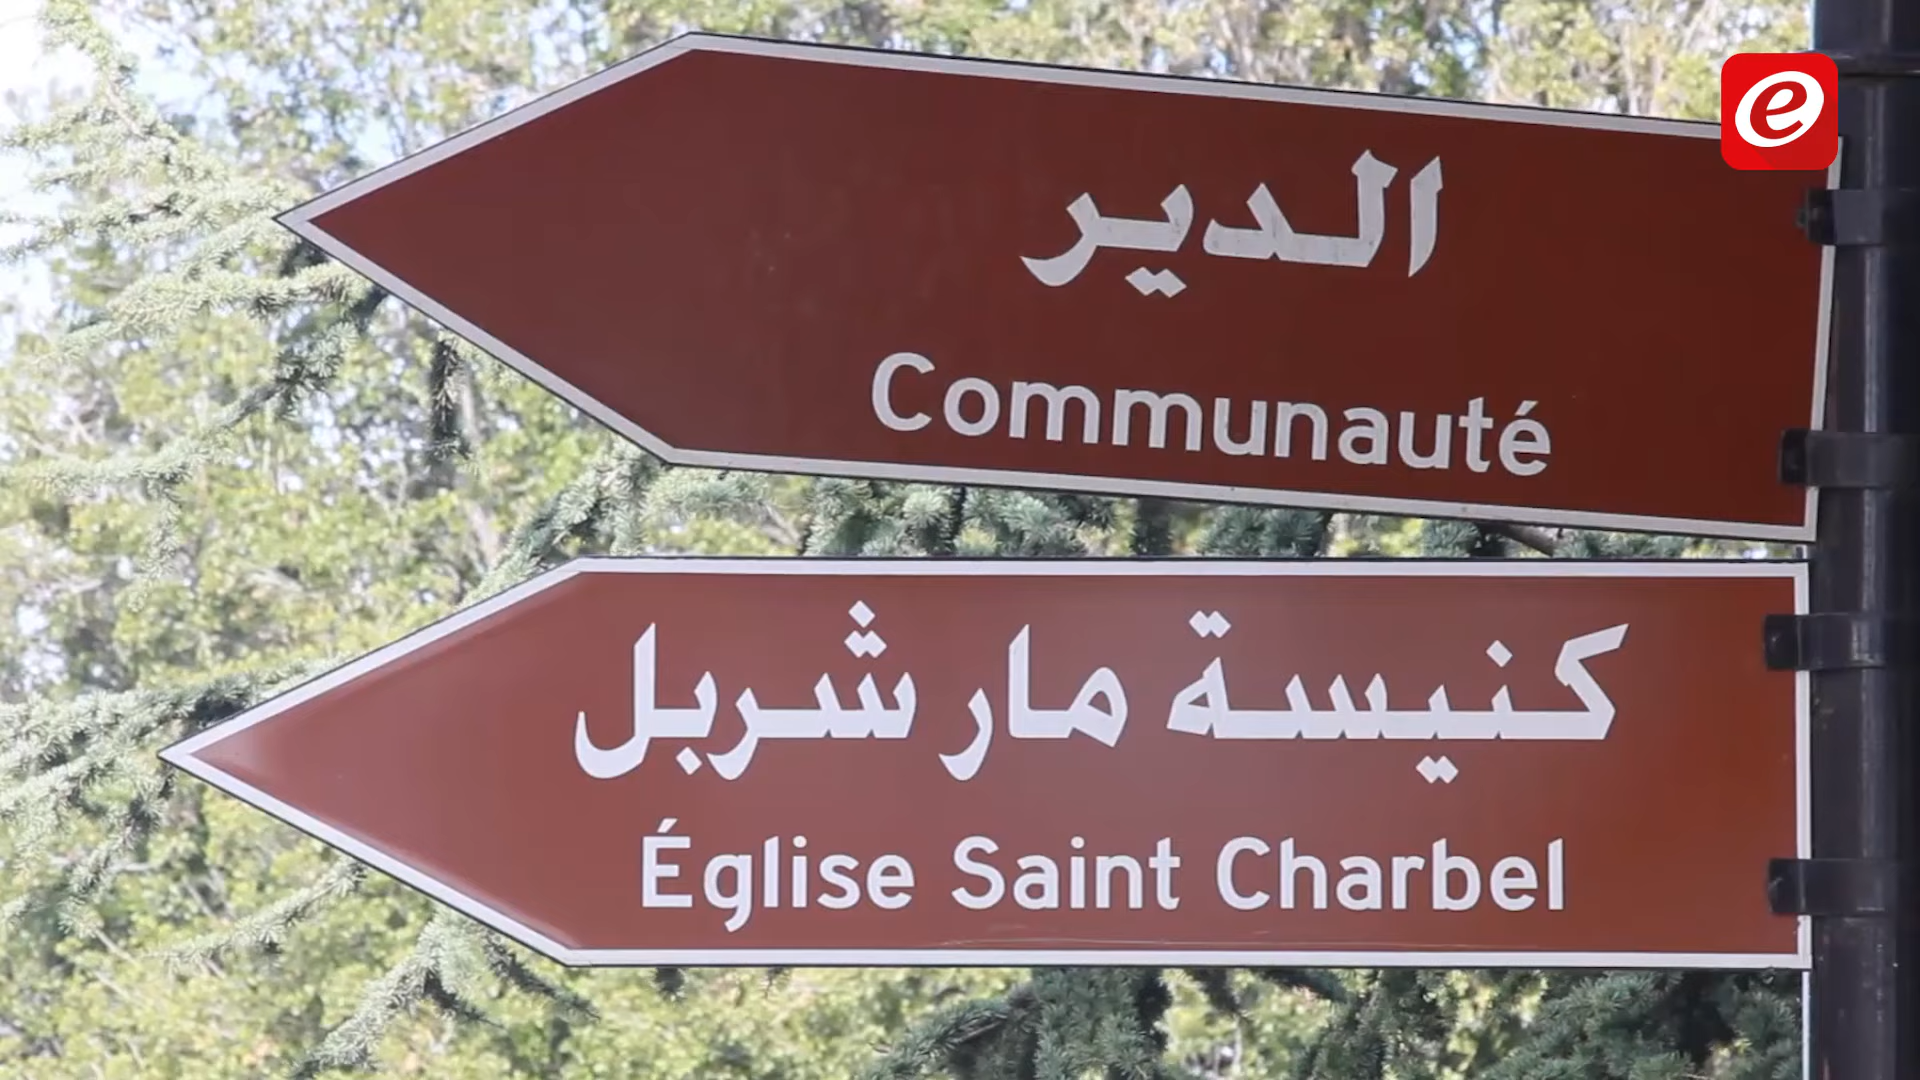 الدير
Communauté
كنيسة مار شربل
Église Saint Charbel
e